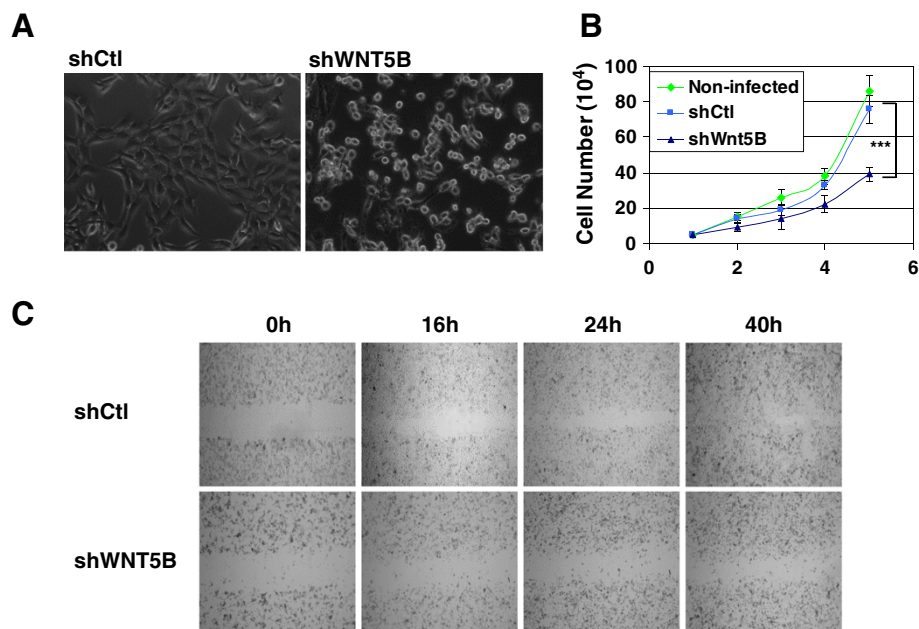 A
shCtl
shWNT5B
B
Cell Number (10⁴)
100
80
60
40
20
0
Non-infected
shCtl
shWnt5B
***
0
2
4
6
C
0h
16h
24h
40h
shCtl
shWNT5B